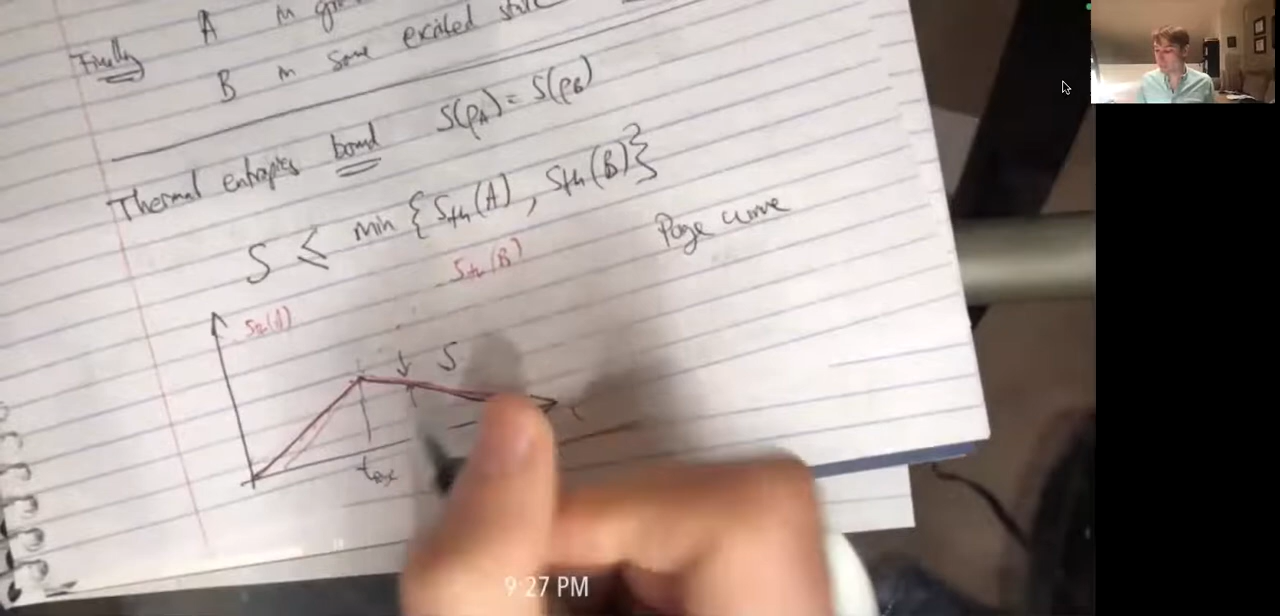 Finally A in
B in some excited state
Thermal entropies bound S(ρA) = S(ρB)
S ≤ min { Sth(A) , Sth(B) }
Page curve
Sth(B)
Sth(A)
S
tPage
9:27 PM